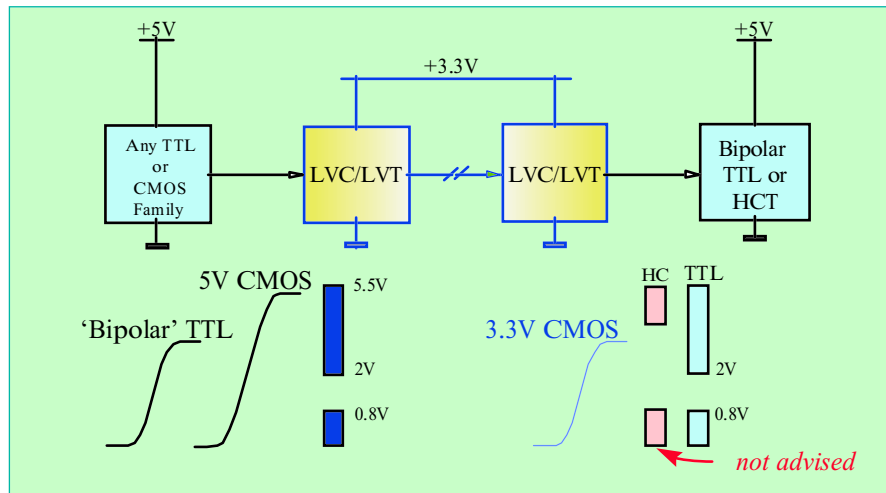 +5V
+5V
+3.3V
Any TTL
or
CMOS
Family
LVC/LVT
LVC/LVT
Bipolar
TTL or
HCT
5V CMOS
5.5V
HC
TTL
‘Bipolar’ TTL
3.3V CMOS
2V
2V
0.8V
0.8V
not advised